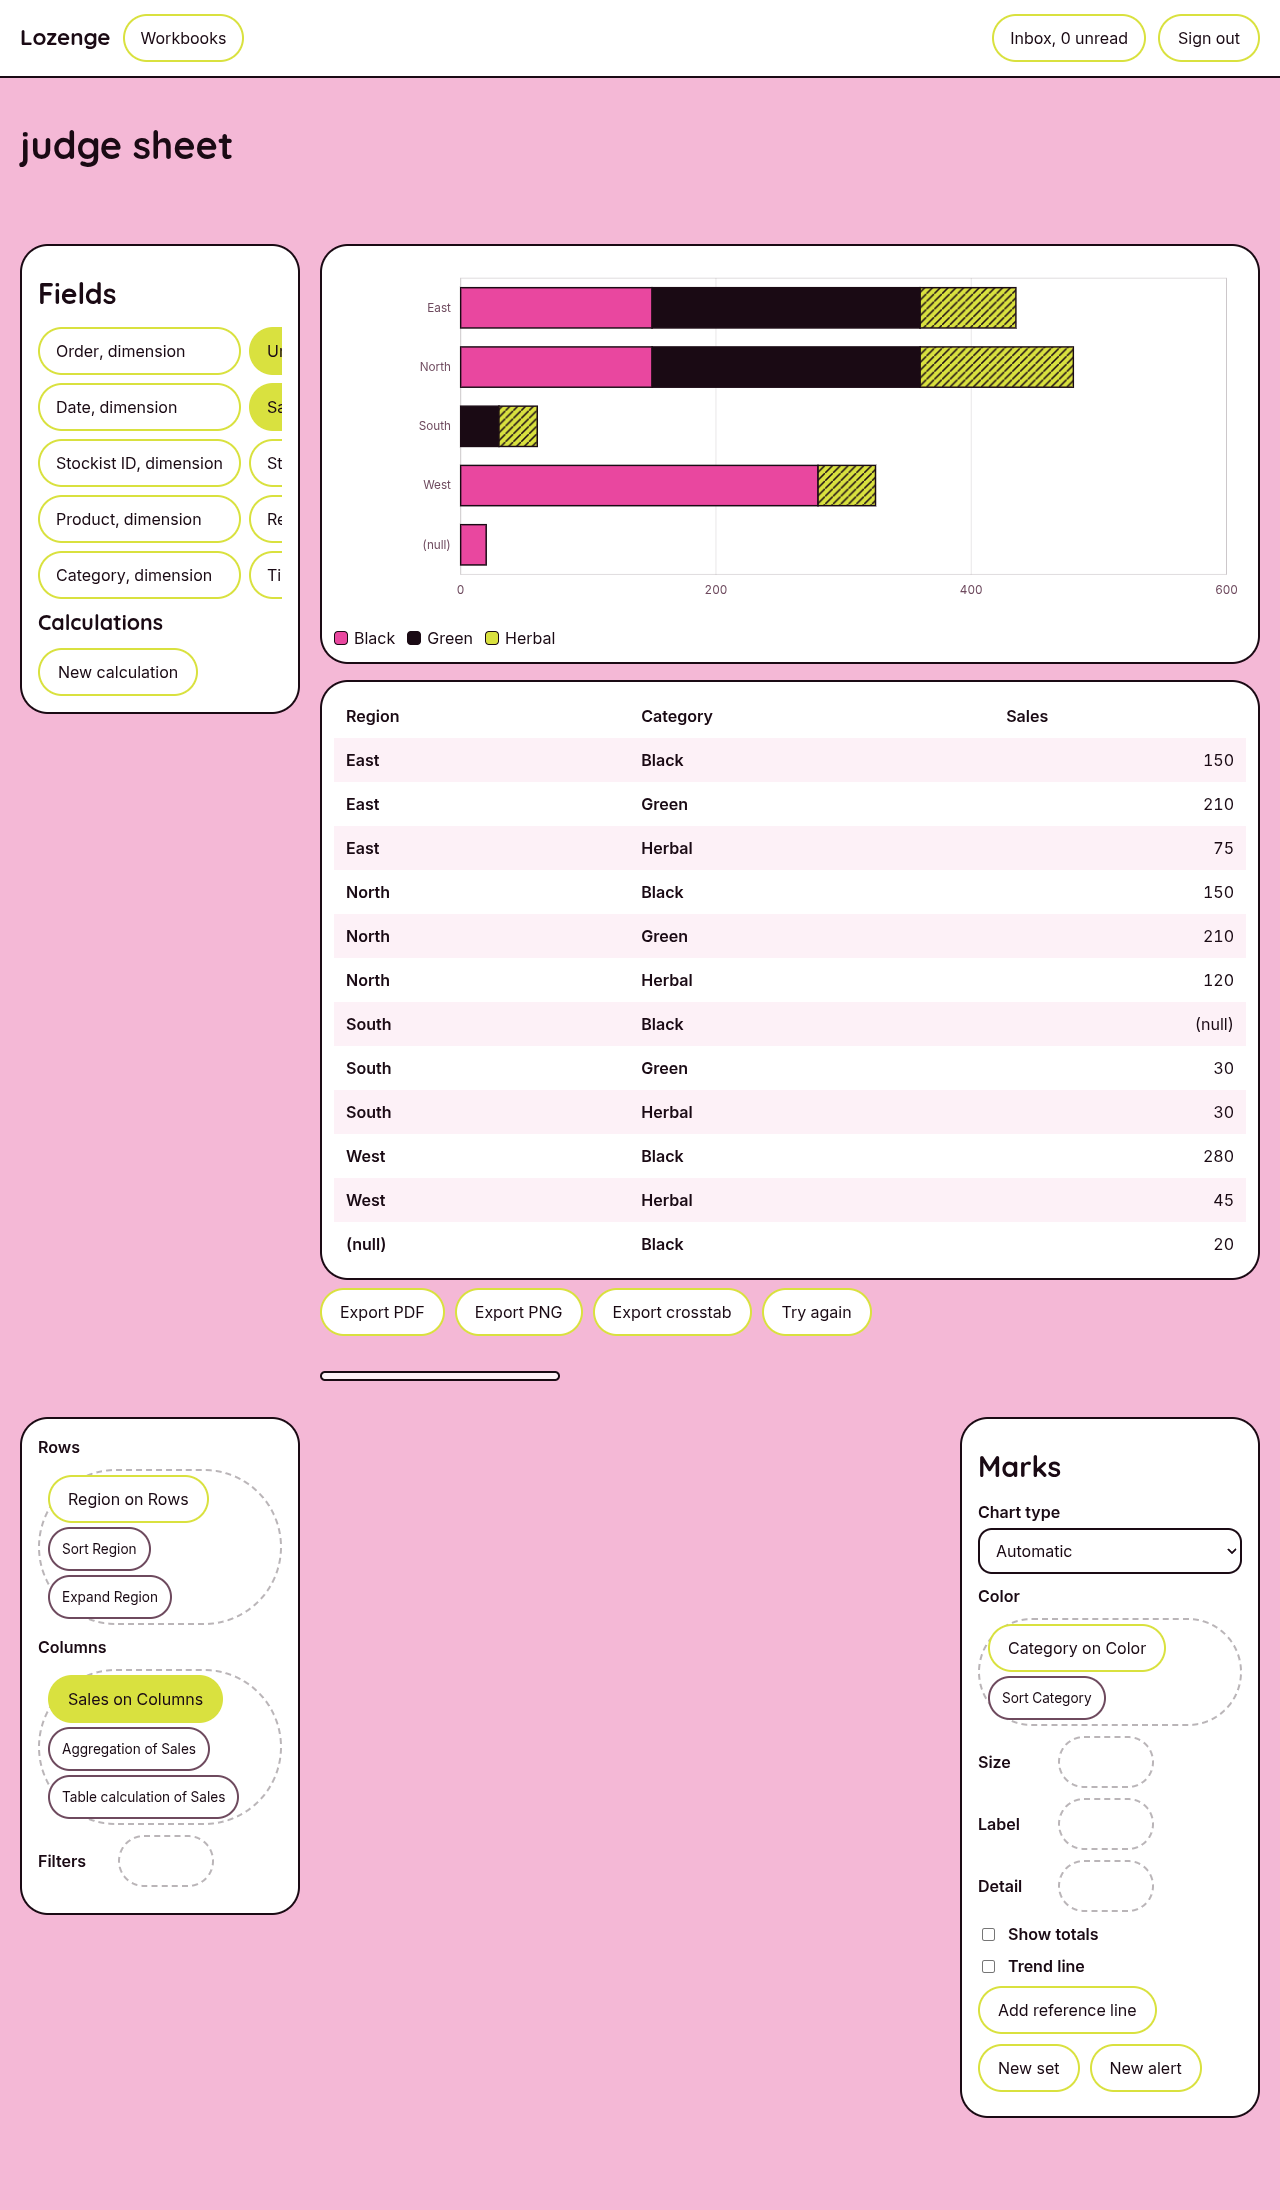 Lozenge Workbooks Inbox, 0 unread Sign out
judge sheet
Fields
Order, dimension Un
Date, dimension Sa
Stockist ID, dimension St
Product, dimension Re
Category, dimension Ti
Calculations
New calculation
East
North
South
West
(null)
0 200 400 600
Black Green Herbal
Region Category Sales
East Black 150
East Green 210
East Herbal 75
North Black 150
North Green 210
North Herbal 120
South Black (null)
South Green 30
South Herbal 30
West Black 280
West Herbal 45
(null) Black 20
Export PDF Export PNG Export crosstab Try again
Rows
Region on Rows
Sort Region
Expand Region
Columns
Sales on Columns
Aggregation of Sales
Table calculation of Sales
Filters
Marks
Chart type
Automatic
Color
Category on Color
Sort Category
Size
Label
Detail
Show totals
Trend line
Add reference line
New set New alert